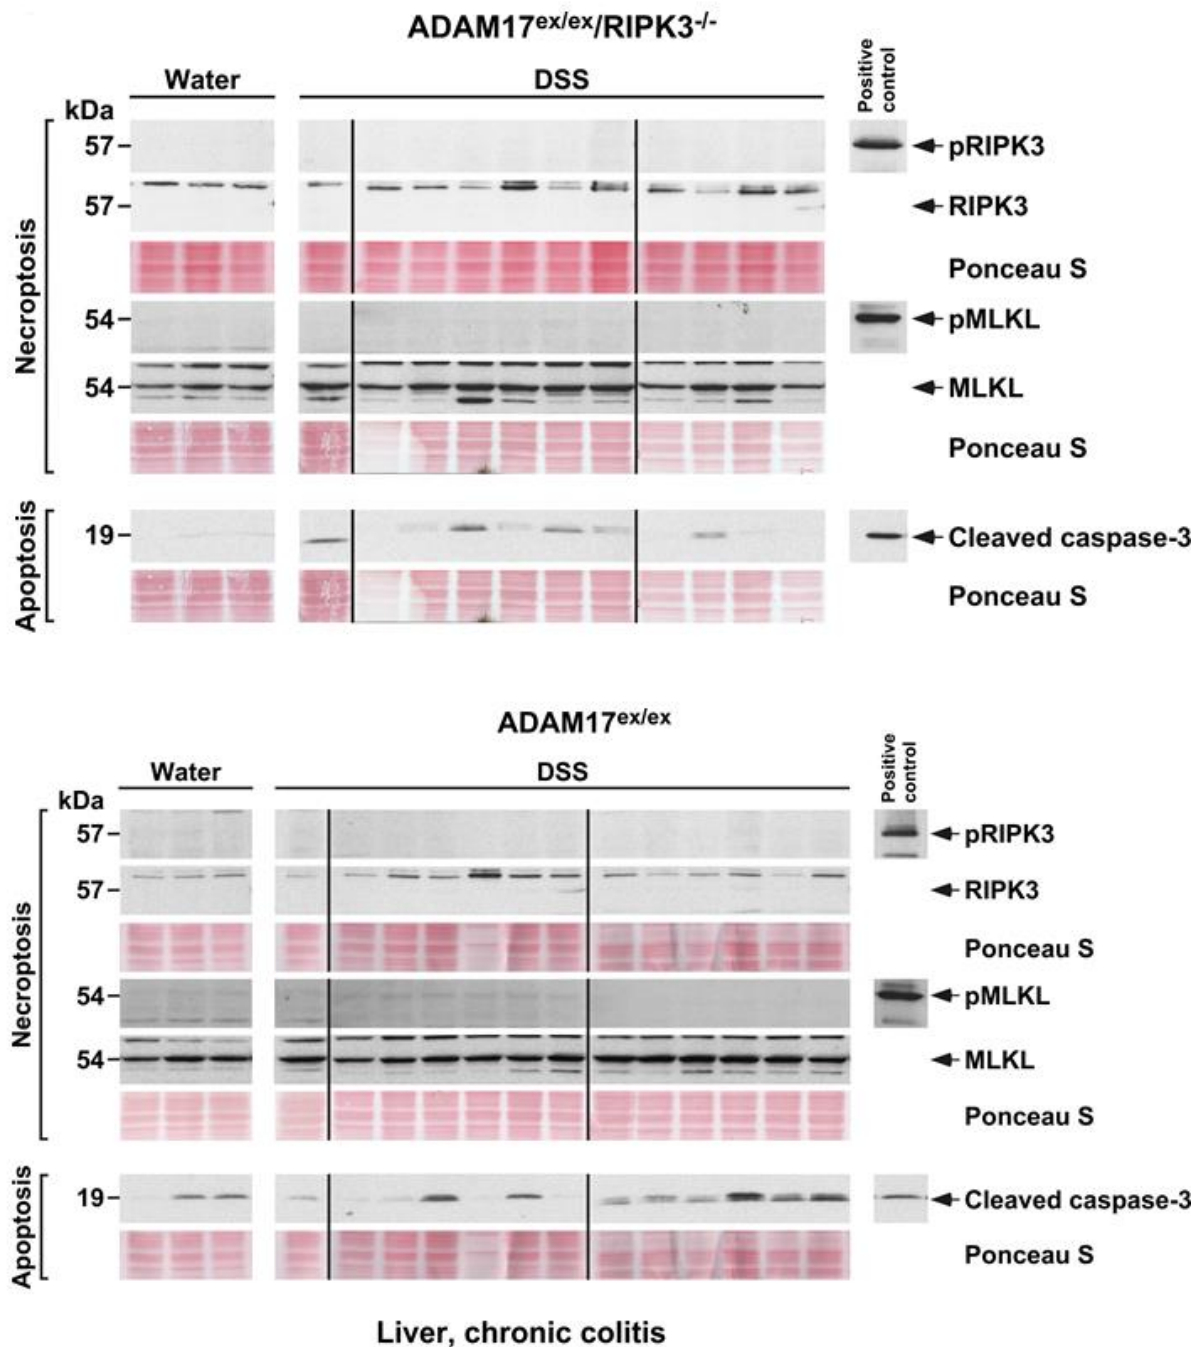 ADAM17ex/ex/RIPK3-/-
Water
DSS
Positive control
kDa
Necroptosis
57
pRIPK3
57
RIPK3
Ponceau S
54
pMLKL
54
MLKL
Ponceau S
Apoptosis
19
Cleaved caspase-3
Ponceau S
ADAM17ex/ex
Water
DSS
Positive control
kDa
Necroptosis
57
pRIPK3
57
RIPK3
Ponceau S
54
pMLKL
54
MLKL
Ponceau S
Apoptosis
19
Cleaved caspase-3
Ponceau S
Liver, chronic colitis